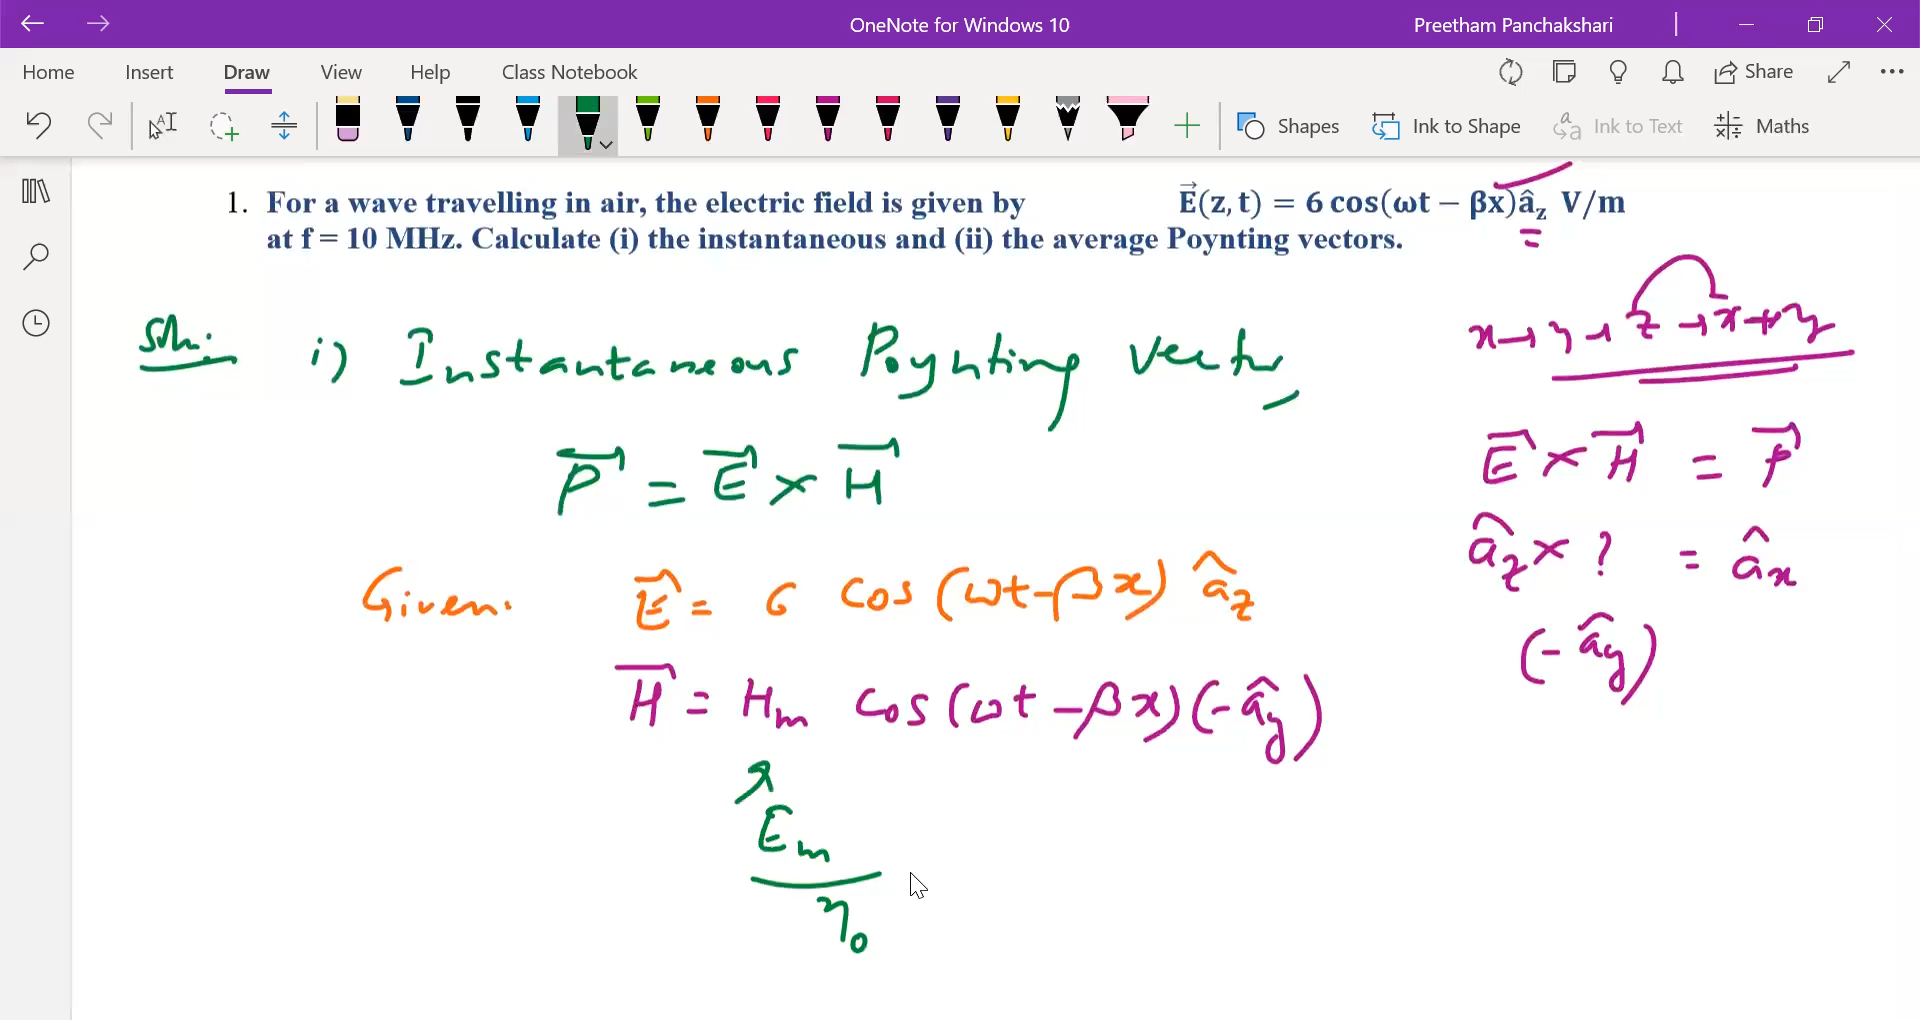 OneNote for Windows 10
Preetham Panchakshari
Home Insert Draw View Help Class Notebook Share
Shapes Ink to Shape Ink to Text Maths
1. For a wave travelling in air, the electric field is given by E⃗(z, t) = 6 cos(ωt − βx)â_z V/m
at f = 10 MHz. Calculate (i) the instantaneous and (ii) the average Poynting vectors.
Soln:
i) Instantaneous Poynting Vector,
x→y→z→x→y
P⃗ = E⃗ × H⃗
E⃗ × H⃗ = P⃗
â_z × ? = â_x
(-â_y)
Given: E⃗ = 6 cos(ωt-βx) â_z
H⃗ = H_m cos(ωt-βx)(-â_y)
E_m
η_0